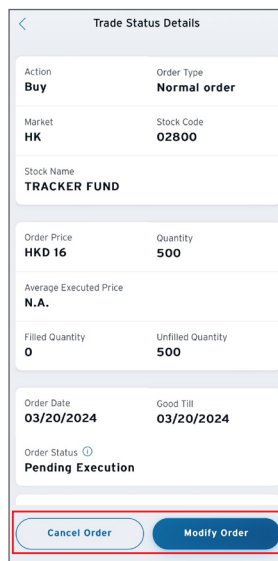 Trade Status Details
Action
Order Type
Buy
Normal order
Market
Stock Code
HK
02800
Stock Name
TRACKER FUND
Order Price
Quantity
HKD 16
500
Average Executed Price
N.A.
Filled Quantity
Unfilled Quantity
0
500
Order Date
Good Till
03/20/2024
03/20/2024
Order Status
Pending Execution
Cancel Order
Modify Order